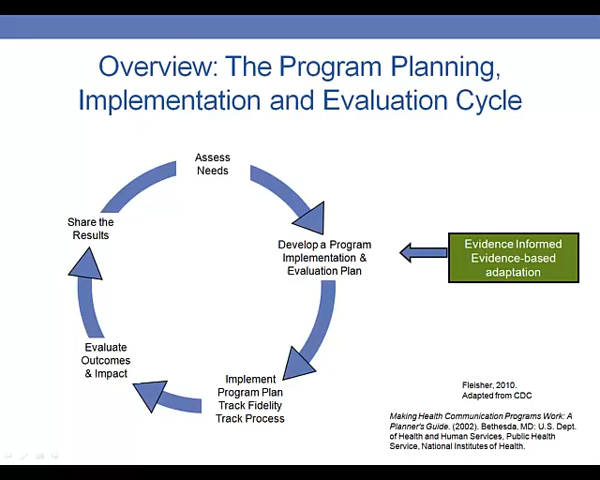 Overview: The Program Planning,
Implementation and Evaluation Cycle
Assess
Needs
Share the
Results
Develop a Program
Implementation &
Evaluation Plan
Evidence Informed
Evidence-based
adaptation
Evaluate
Outcomes
& Impact
Implement
Program Plan
Track Fidelity
Track Process
Fleisher, 2010.
Adapted from CDC
Making Health Communication Programs Work: A
Planner's Guide. (2002). Bethesda, MD: U.S. Dept.
of Health and Human Services, Public Health
Service, National Institutes of Health.